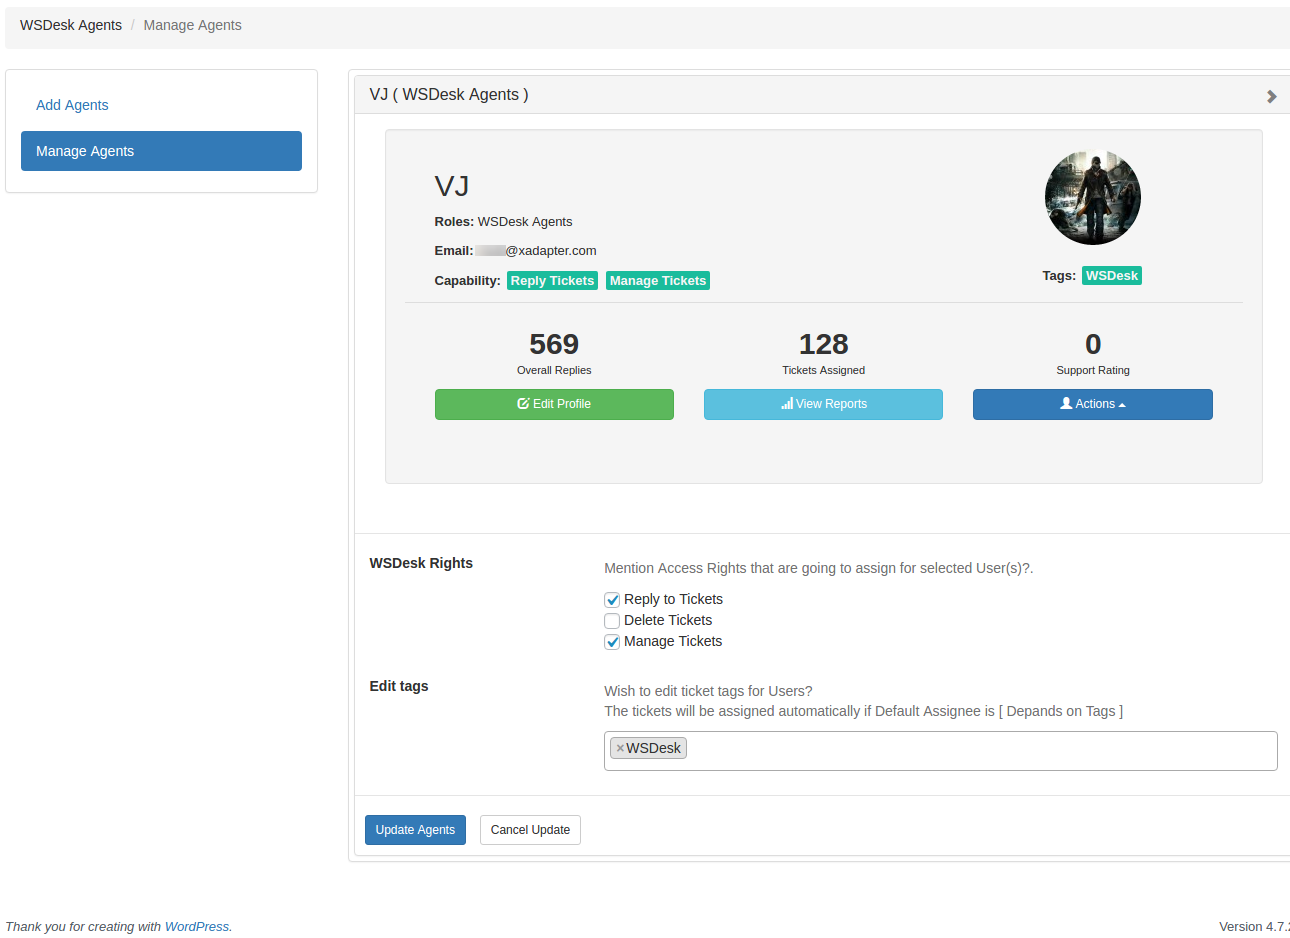 WSDesk Agents / Manage Agents
Add Agents
Manage Agents
VJ ( WSDesk Agents )
VJ
Roles: WSDesk Agents
Email: @xadapter.com
Capability: Reply Tickets Manage Tickets
Tags: WSDesk
569
Overall Replies
128
Tickets Assigned
0
Support Rating
Edit Profile
View Reports
Actions
WSDesk Rights
Mention Access Rights that are going to assign for selected User(s)?.
Reply to Tickets
Delete Tickets
Manage Tickets
Edit tags
Wish to edit ticket tags for Users?
The tickets will be assigned automatically if Default Assignee is [ Depands on Tags ]
×WSDesk
Update Agents
Cancel Update
Thank you for creating with WordPress.
Version 4.7.2